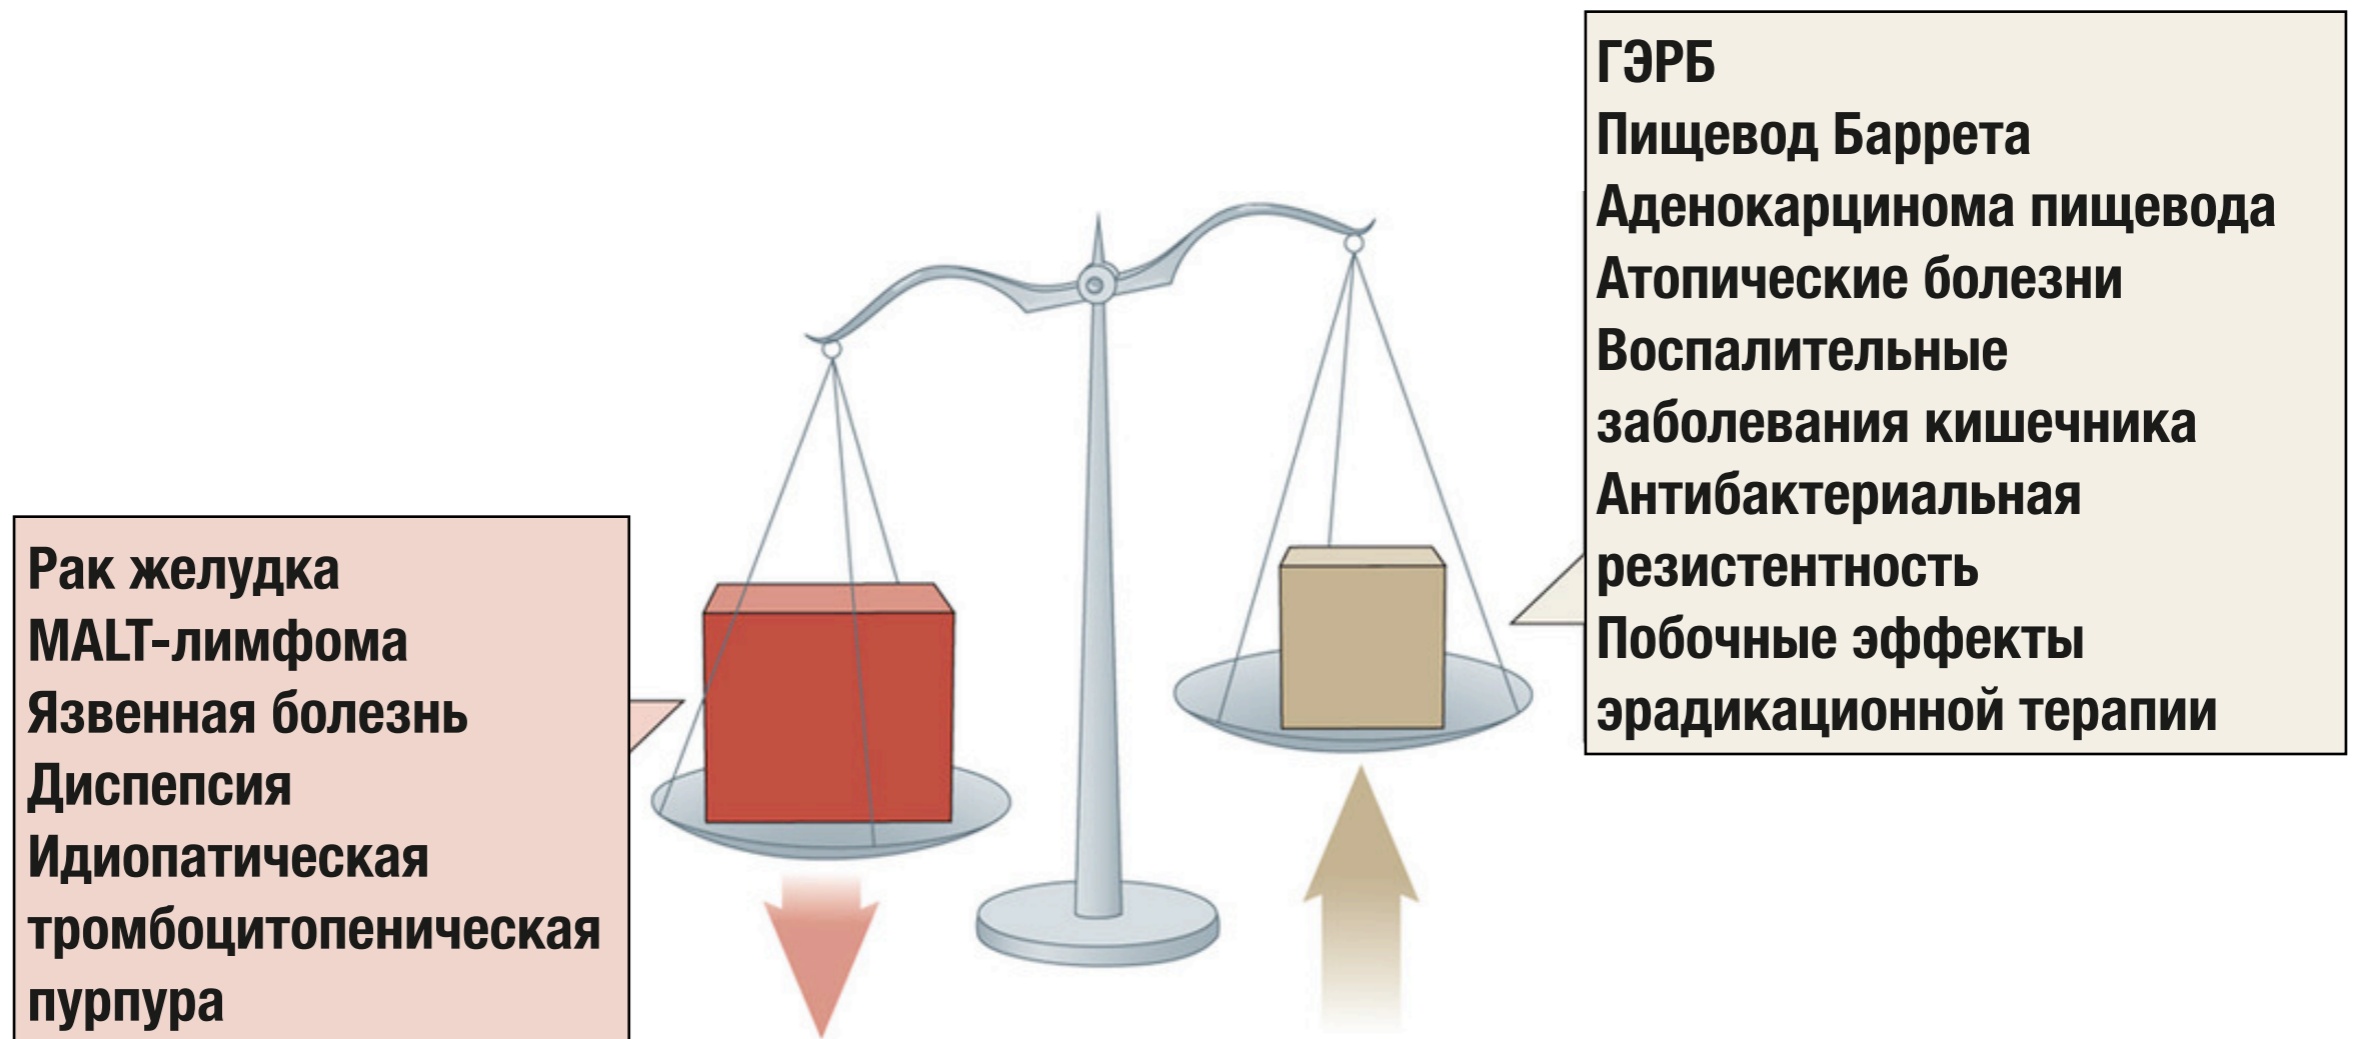 Рак желудка
MALT-лимфома
Язвенная болезнь
Диспепсия
Идиопатическая
тромбоцитопеническая
пурпура
ГЭРБ
Пищевод Баррета
Аденокарцинома пищевода
Атопические болезни
Воспалительные
заболевания кишечника
Антибактериальная
резистентность
Побочные эффекты
эрадикационной терапии